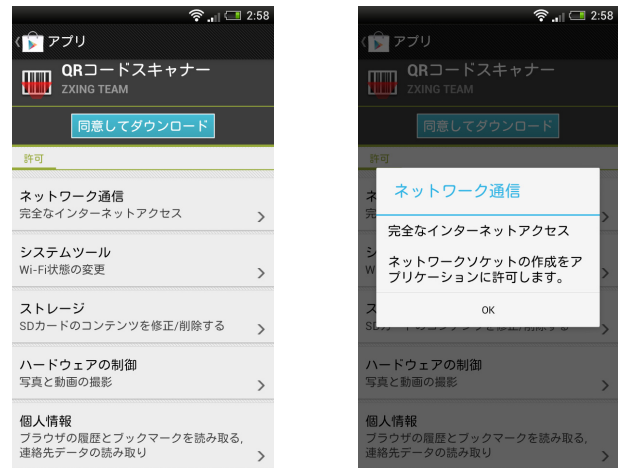 2:58
アプリ
QRコードスキャナー
ZXING TEAM
同意してダウンロード
許可
ネットワーク通信
完全なインターネットアクセス
システムツール
Wi-Fi状態の変更
ストレージ
SDカードのコンテンツを修正/削除する
ハードウェアの制御
写真と動画の撮影
個人情報
ブラウザの履歴とブックマークを読み取る,
連絡先データの読み取り
2:58
アプリ
QRコードスキャナー
ZXING TEAM
同意してダウンロード
許可
ネットワーク通信
完全なインターネットアクセス
ネットワークソケットの作成をア
プリケーションに許可します。
OK
ハードウェアの制御
写真と動画の撮影
個人情報
ブラウザの履歴とブックマークを読み取る,
連絡先データの読み取り